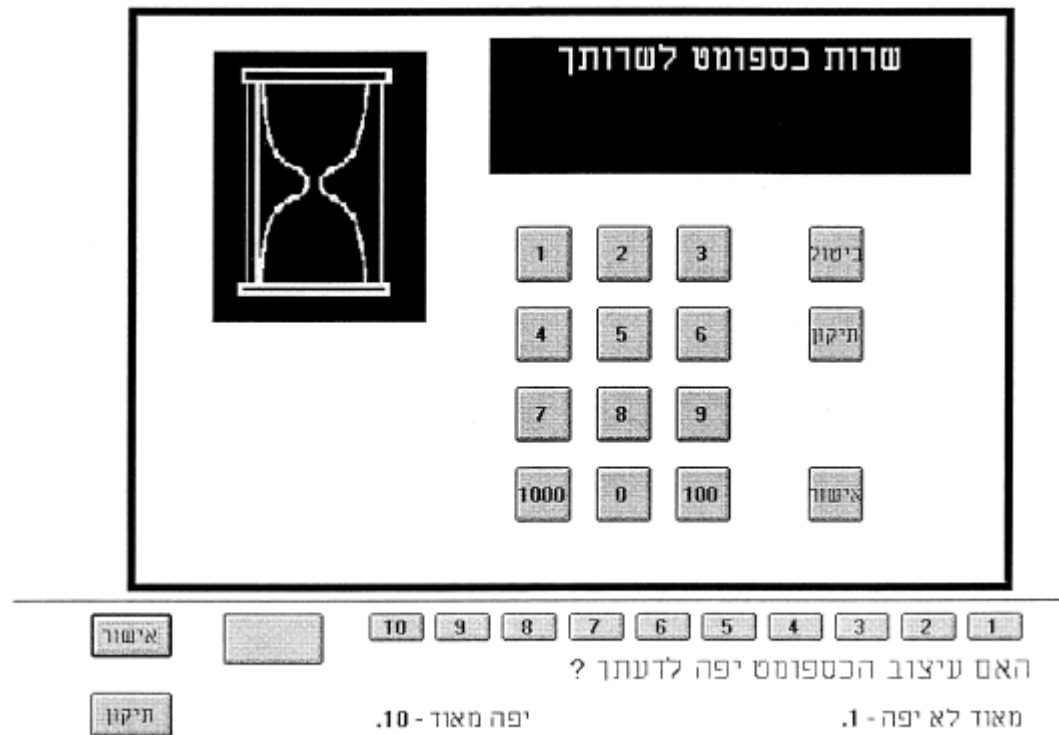 שרות כספומט לשרותך
1 2 3 ביטול
4 5 6 תיקון
7 8 9
1000 0 100 אישור
אישור 10 9 8 7 6 5 4 3 2 1
האם עיצוב הכספומט יפה לדעתך ?
מאוד לא יפה - 1. יפה מאוד - 10. תיקון